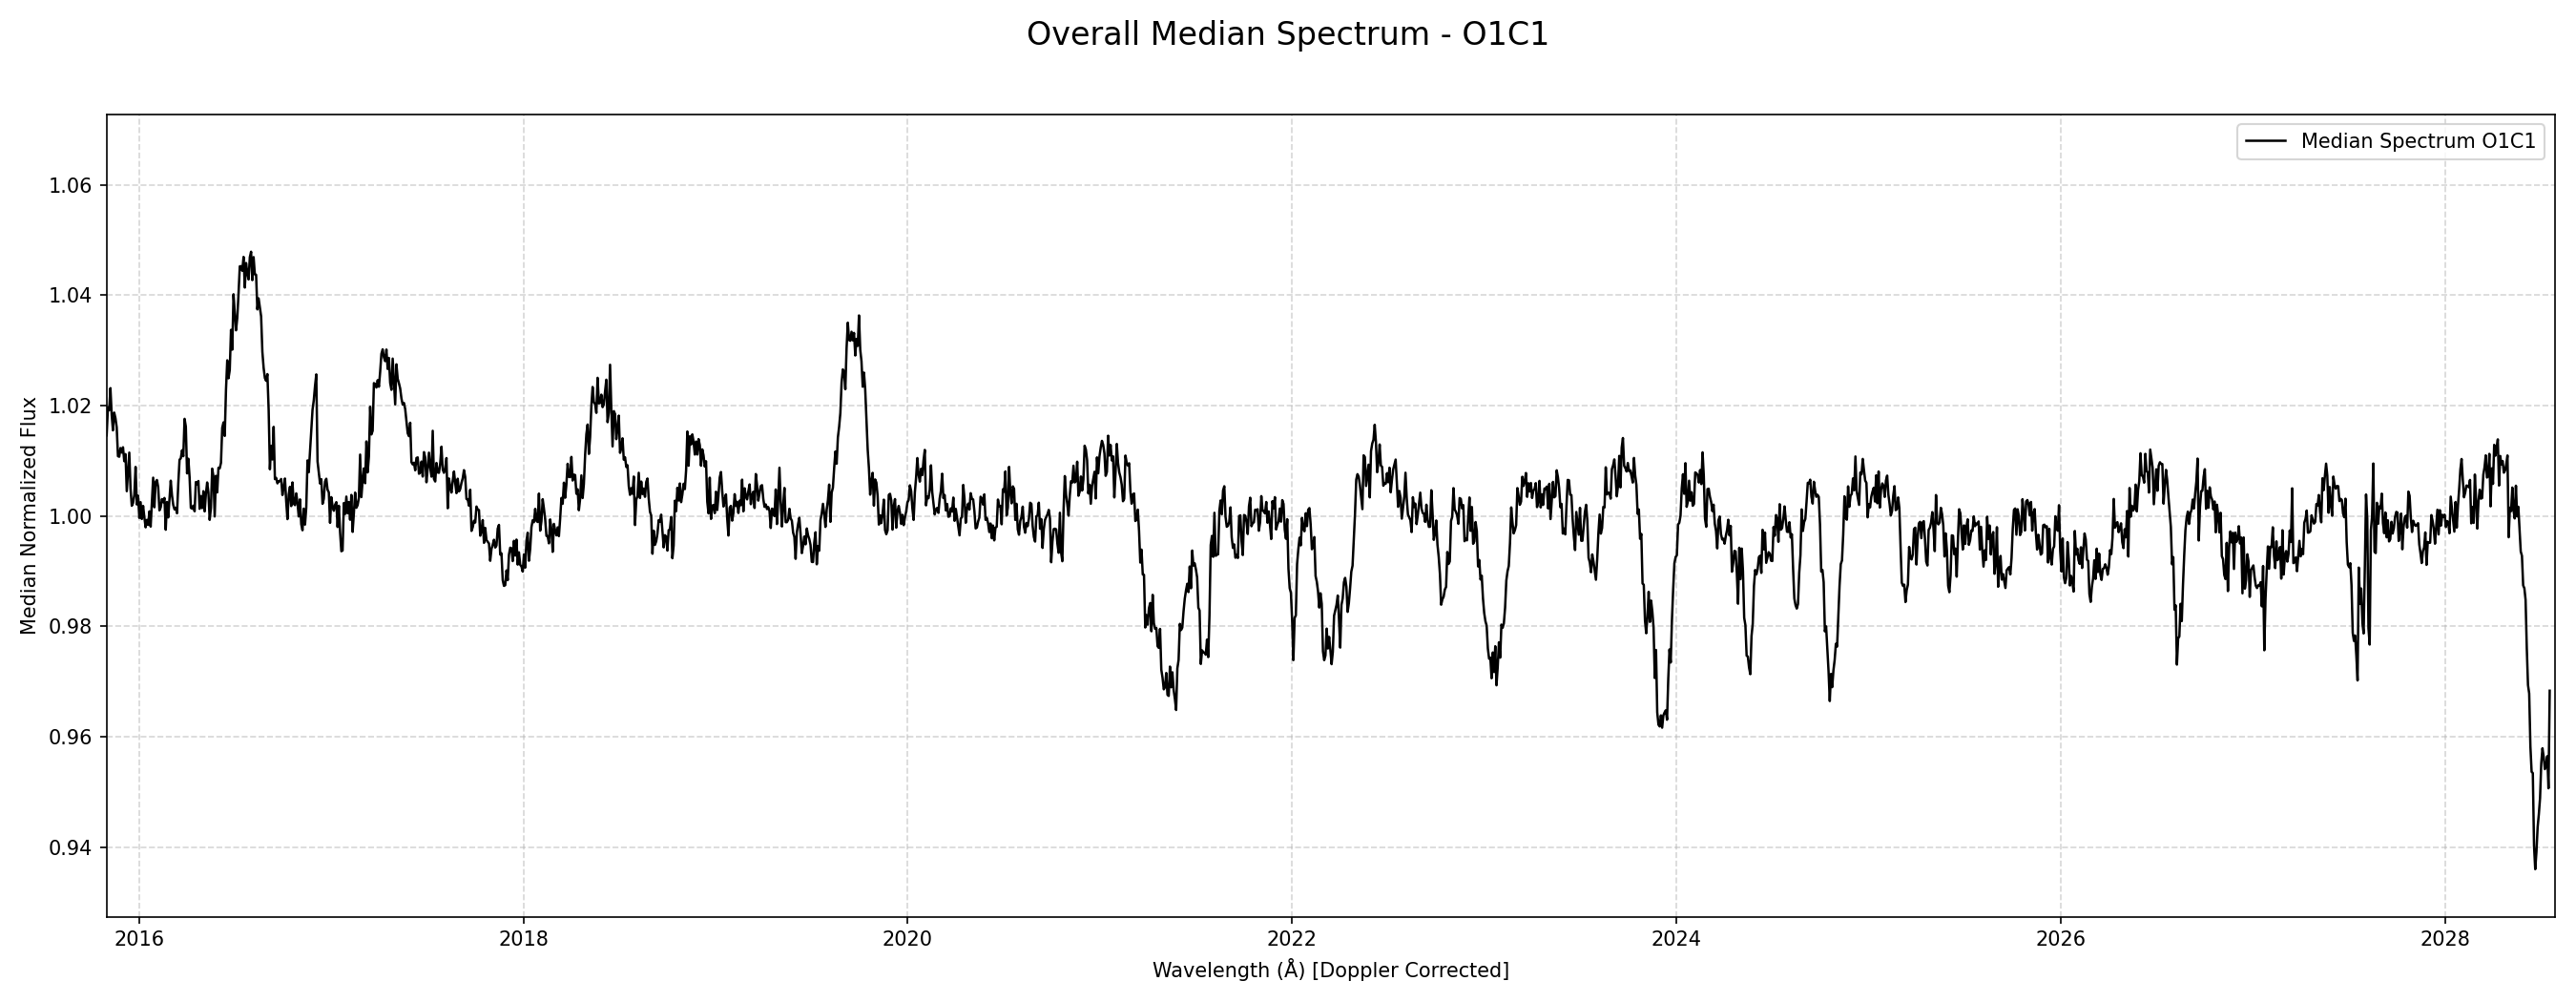 Overall Median Spectrum - O1C1
Median Spectrum O1C1
Median Normalized Flux
1.06
1.04
1.02
1.00
0.98
0.96
0.94
2016 2018 2020 2022 2024 2026 2028
Wavelength (Å) [Doppler Corrected]